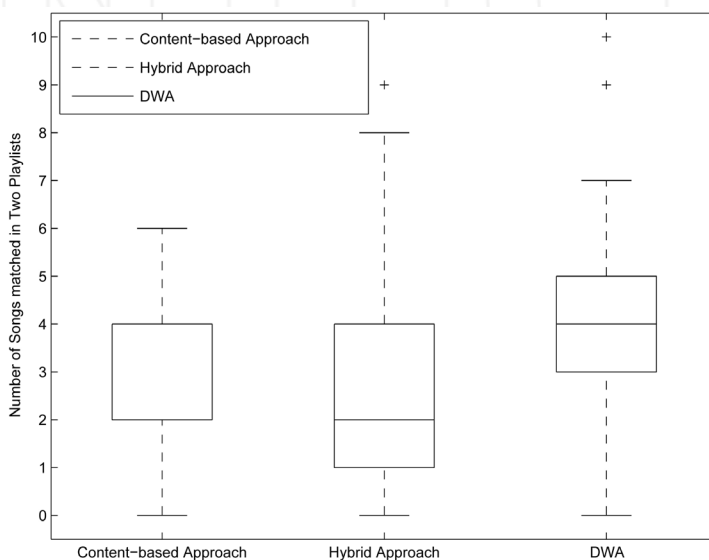 Content−based Approach
Hybrid Approach
DWA
Number of Songs matched in Two Playlists
10
9
8
7
6
5
4
3
2
1
0
Content−based Approach
Hybrid Approach
DWA